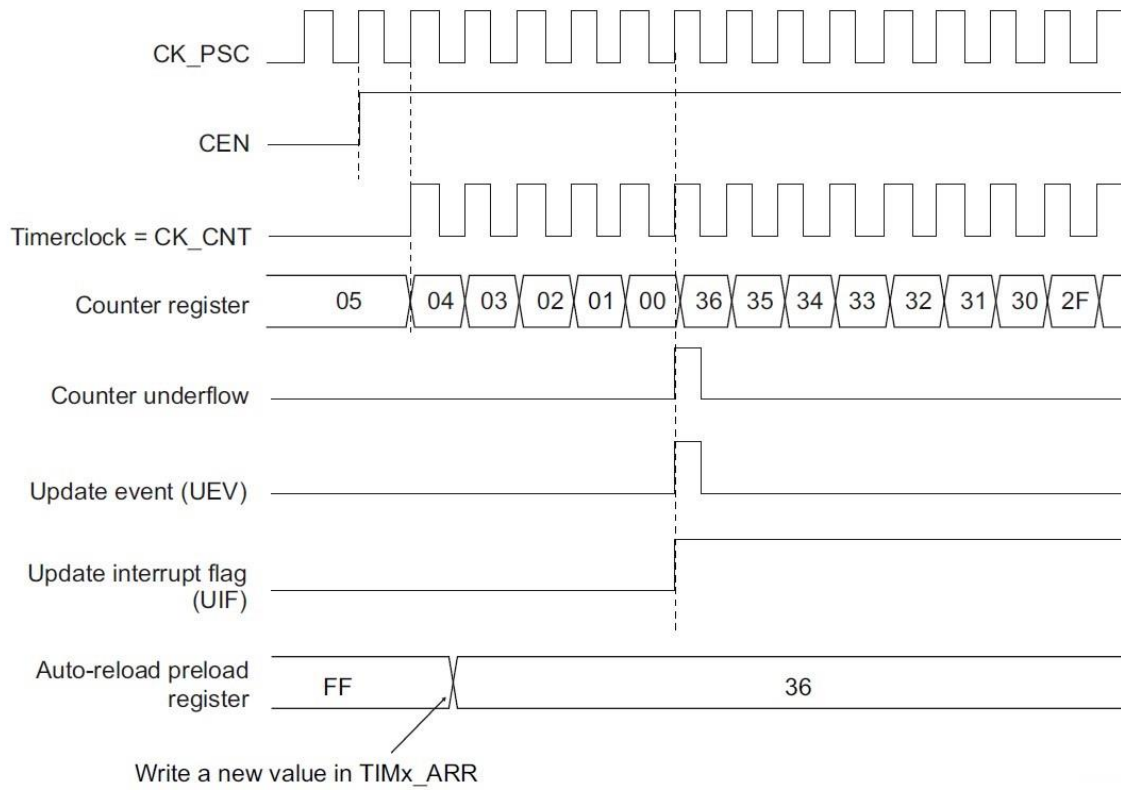 CK_PSC
CEN
Timerclock = CK_CNT
Counter register
05 04 03 02 01 00 36 35 34 33 32 31 30 2F
Counter underflow
Update event (UEV)
Update interrupt flag
(UIF)
Auto-reload preload
register
FF 36
Write a new value in TIMx_ARR